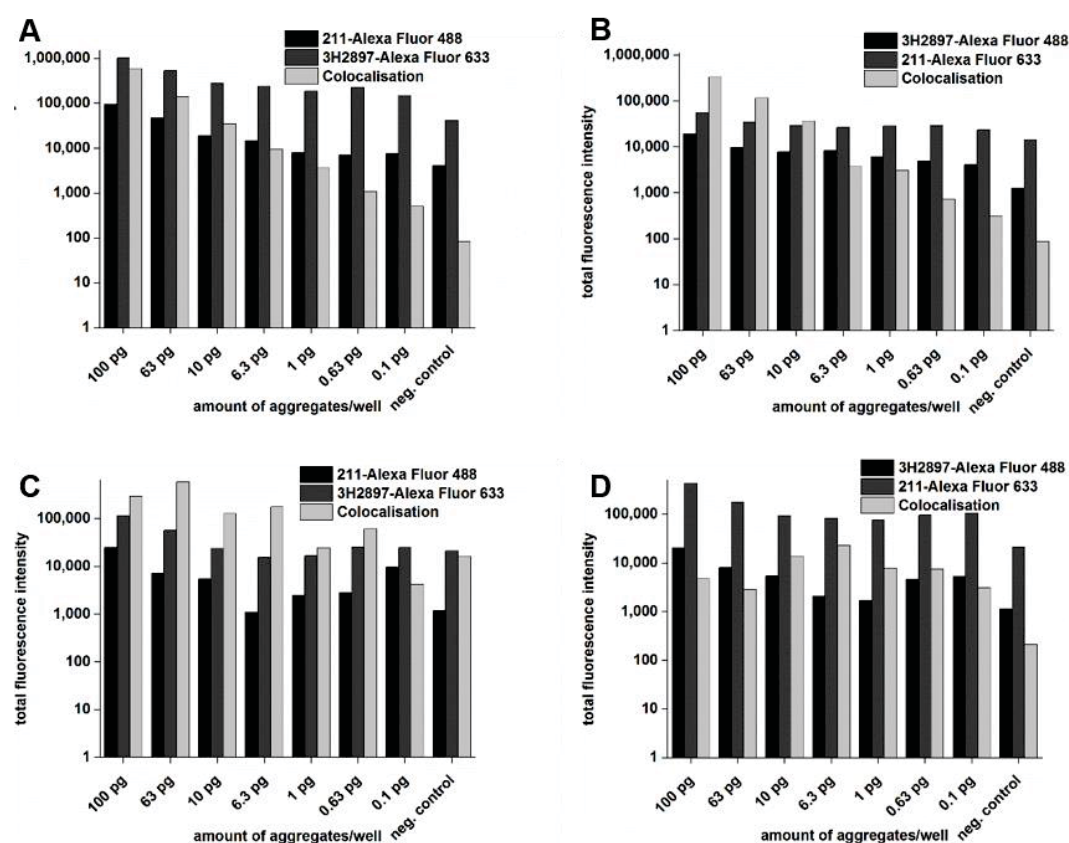 A
211-Alexa Fluor 488
3H2897-Alexa Fluor 633
Colocalisation
1,000,000
100,000
10,000
1,000
100
10
1
100 pg
63 pg
10 pg
6.3 pg
1 pg
0.63 pg
0.1 pg
neg. control
amount of aggregates/well
B
3H2897-Alexa Fluor 488
211-Alexa Fluor 633
Colocalisation
total fluorescence intensity
1,000,000
100,000
10,000
1,000
100
10
1
100 pg
63 pg
10 pg
6.3 pg
1 pg
0.63 pg
0.1 pg
neg. control
amount of aggregates/well
C
211-Alexa Fluor 488
3H2897-Alexa Fluor 633
Colocalisation
total fluorescence intensity
100,000
10,000
1,000
100
10
1
100 pg
63 pg
10 pg
6.3 pg
1 pg
0.63 pg
0.1 pg
neg. control
amount of aggregates/well
D
3H2897-Alexa Fluor 488
211-Alexa Fluor 633
Colocalisation
total fluorescence intensity
100,000
10,000
1,000
100
10
1
100 pg
63 pg
10 pg
6.3 pg
1 pg
0.63 pg
0.1 pg
neg. control
amount of aggregates/well